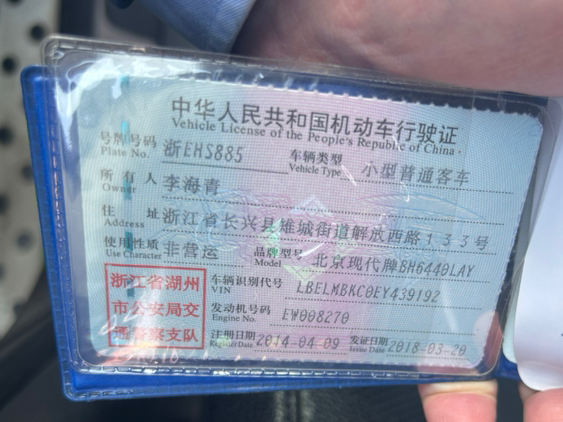 中华人民共和国机动车行驶证
Vehicle License of the People's Republic of China
号牌号码 浙EHS885 车辆类型 小型普通客车
Plate No. Vehicle Type
所有人 李海青
Owner
住址 浙江省长兴县雉城街道解放西路133号
Address
使用性质 非营运 品牌型号 北京现代牌BH6440LAY
Use Character Model
浙江省湖州 车辆识别代号 LBELMBKC0EY439192
VIN
市公安局交 发动机号码 EW008270
Engine No.
通警察支队 注册日期 2014-04-09 发证日期 2018-03-20
Register Date Issue Date